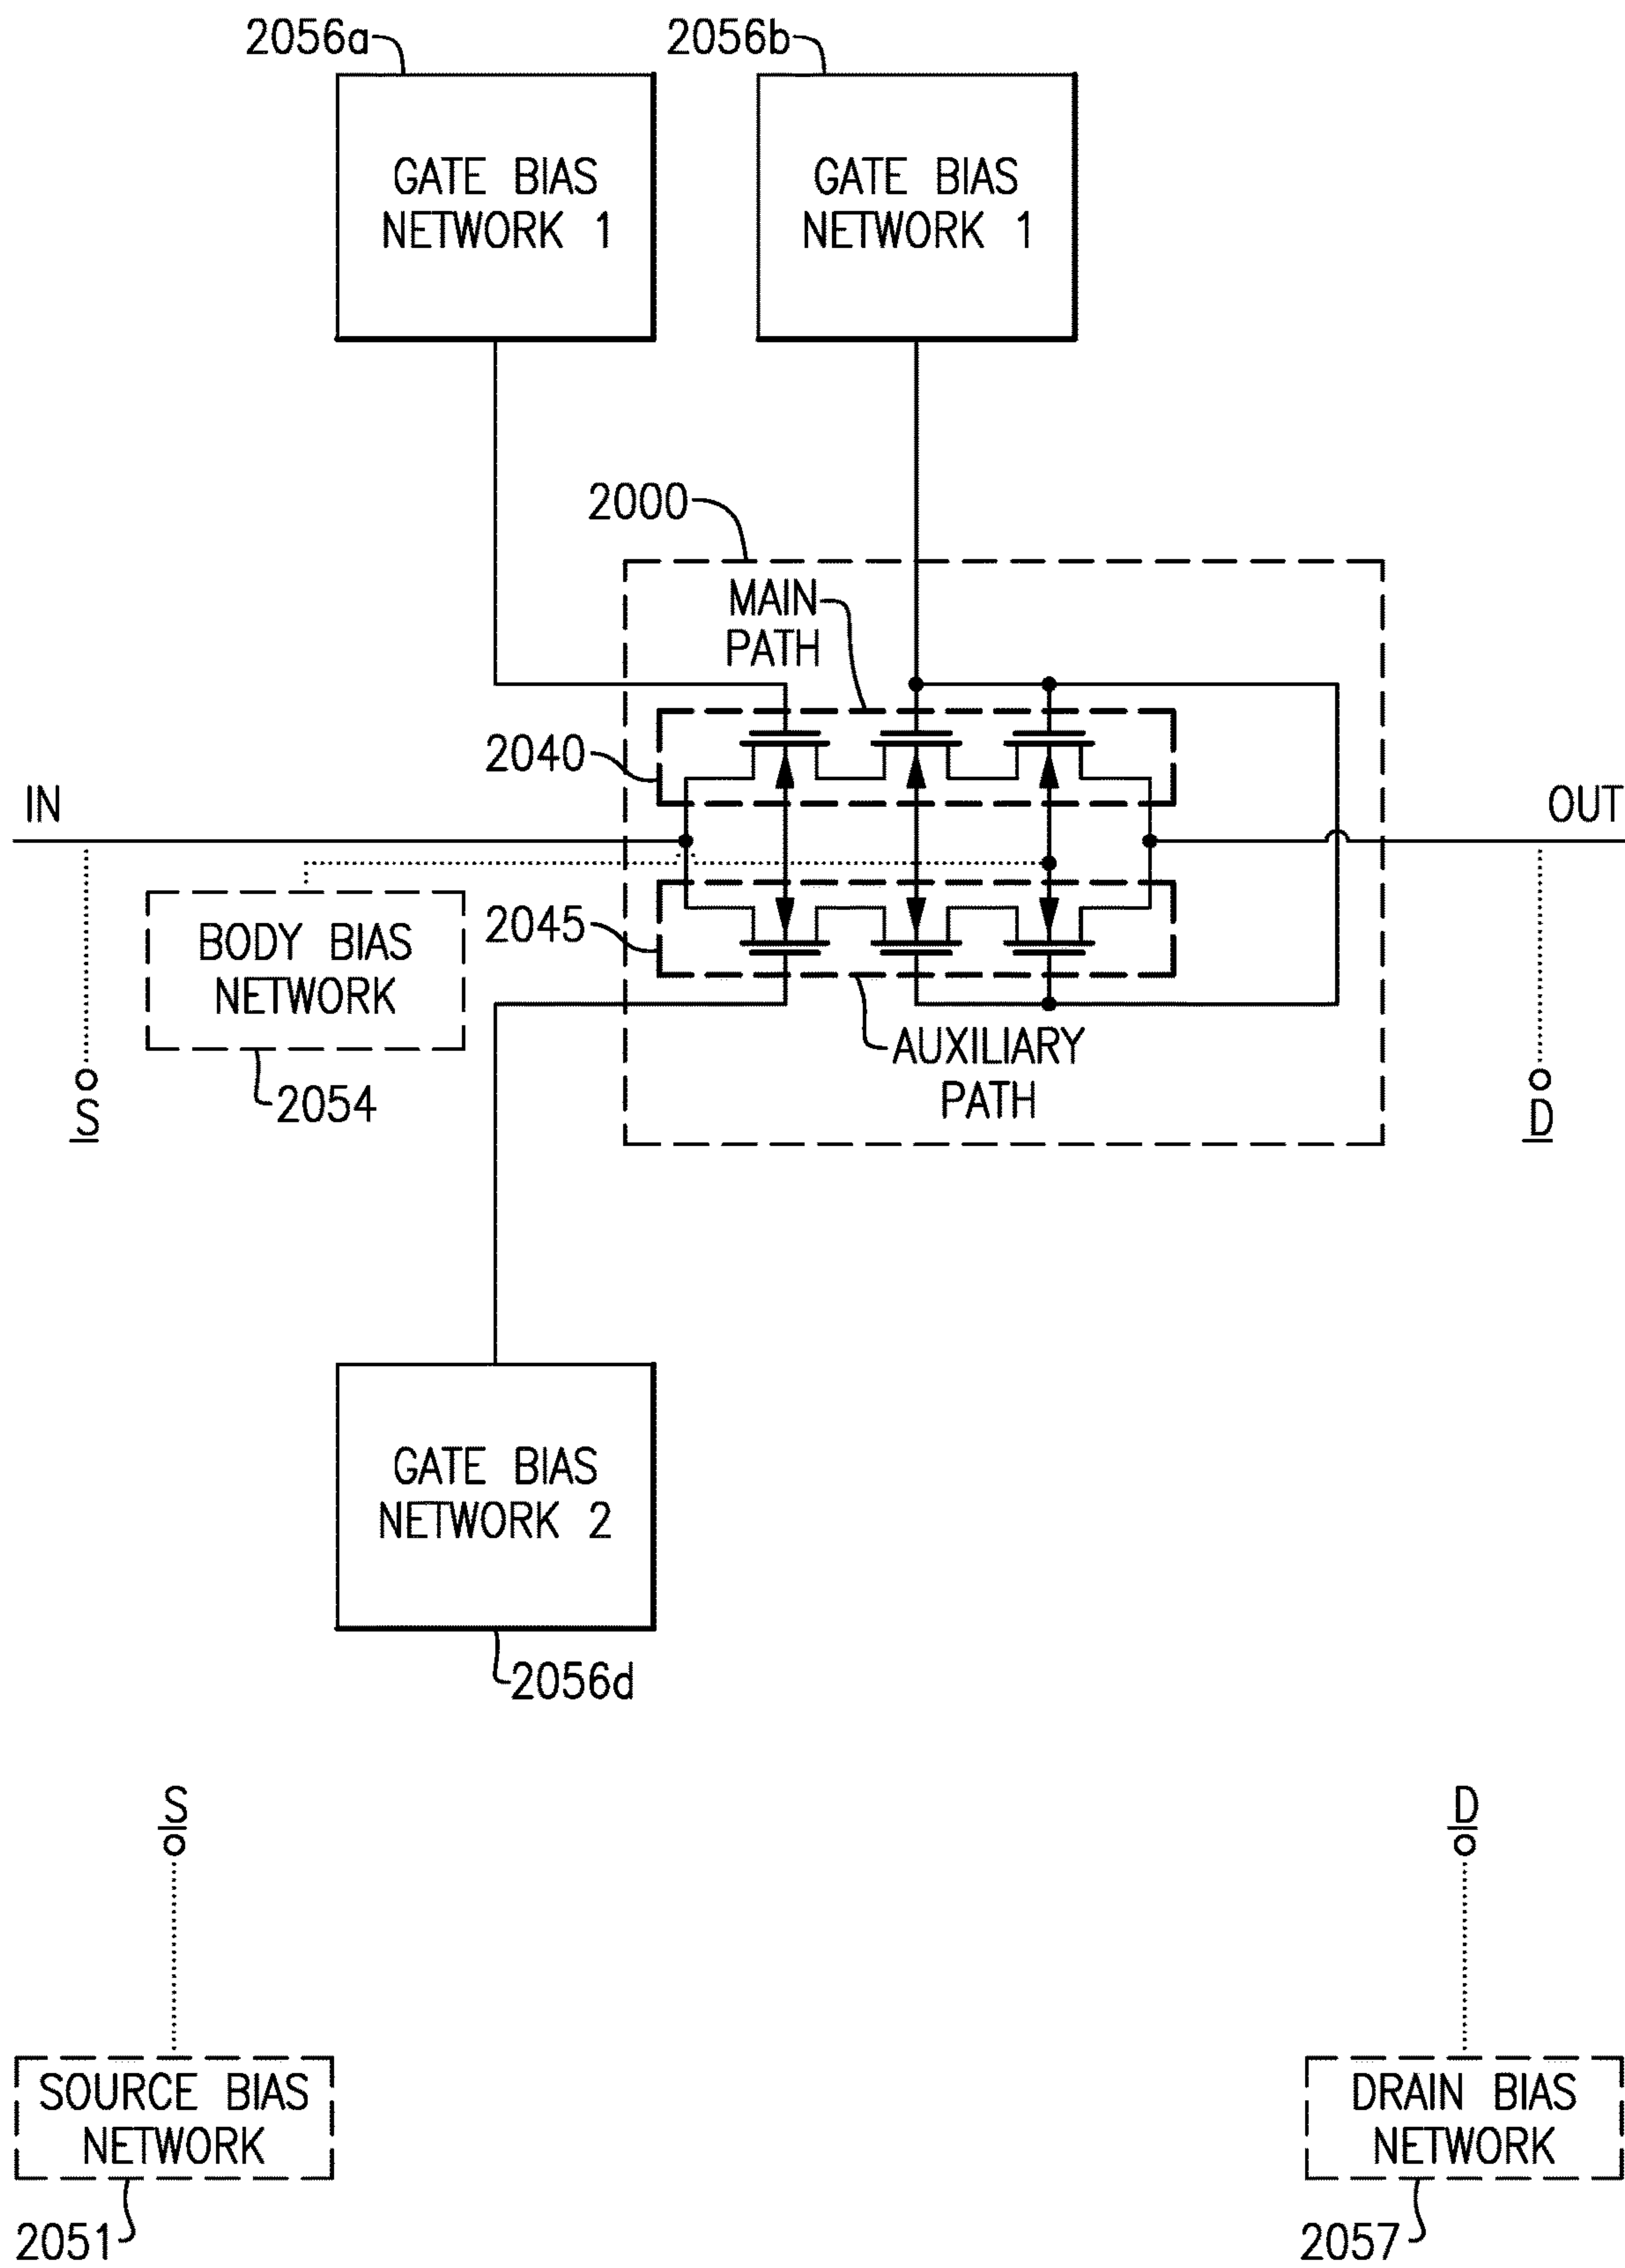 2056a
2056b
GATE BIAS
NETWORK 1
GATE BIAS
NETWORK 1
2000
MAIN
PATH
2040
IN
OUT
2045
BODY BIAS
NETWORK
AUXILIARY
PATH
2054
S
D
GATE BIAS
NETWORK 2
2056d
S
D
SOURCE BIAS
NETWORK
DRAIN BIAS
NETWORK
2051
2057